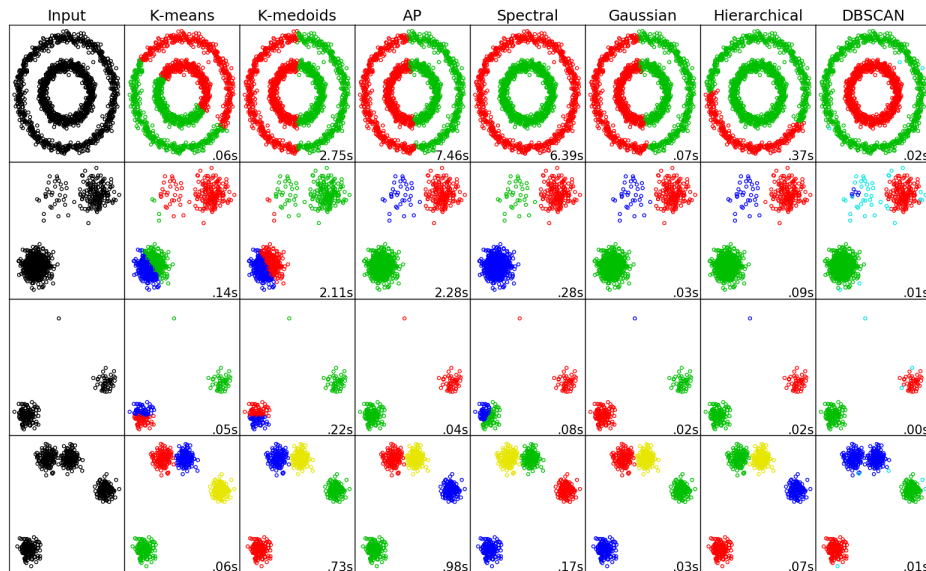 Input K-means K-medoids AP Spectral Gaussian Hierarchical DBSCAN
.06s 2.75s 7.46s 6.39s .07s .37s .02s
.14s 2.11s 2.28s .28s .03s .09s .01s
.05s .22s .04s .08s .02s .02s .00s
.06s .73s .98s .17s .03s .07s .01s